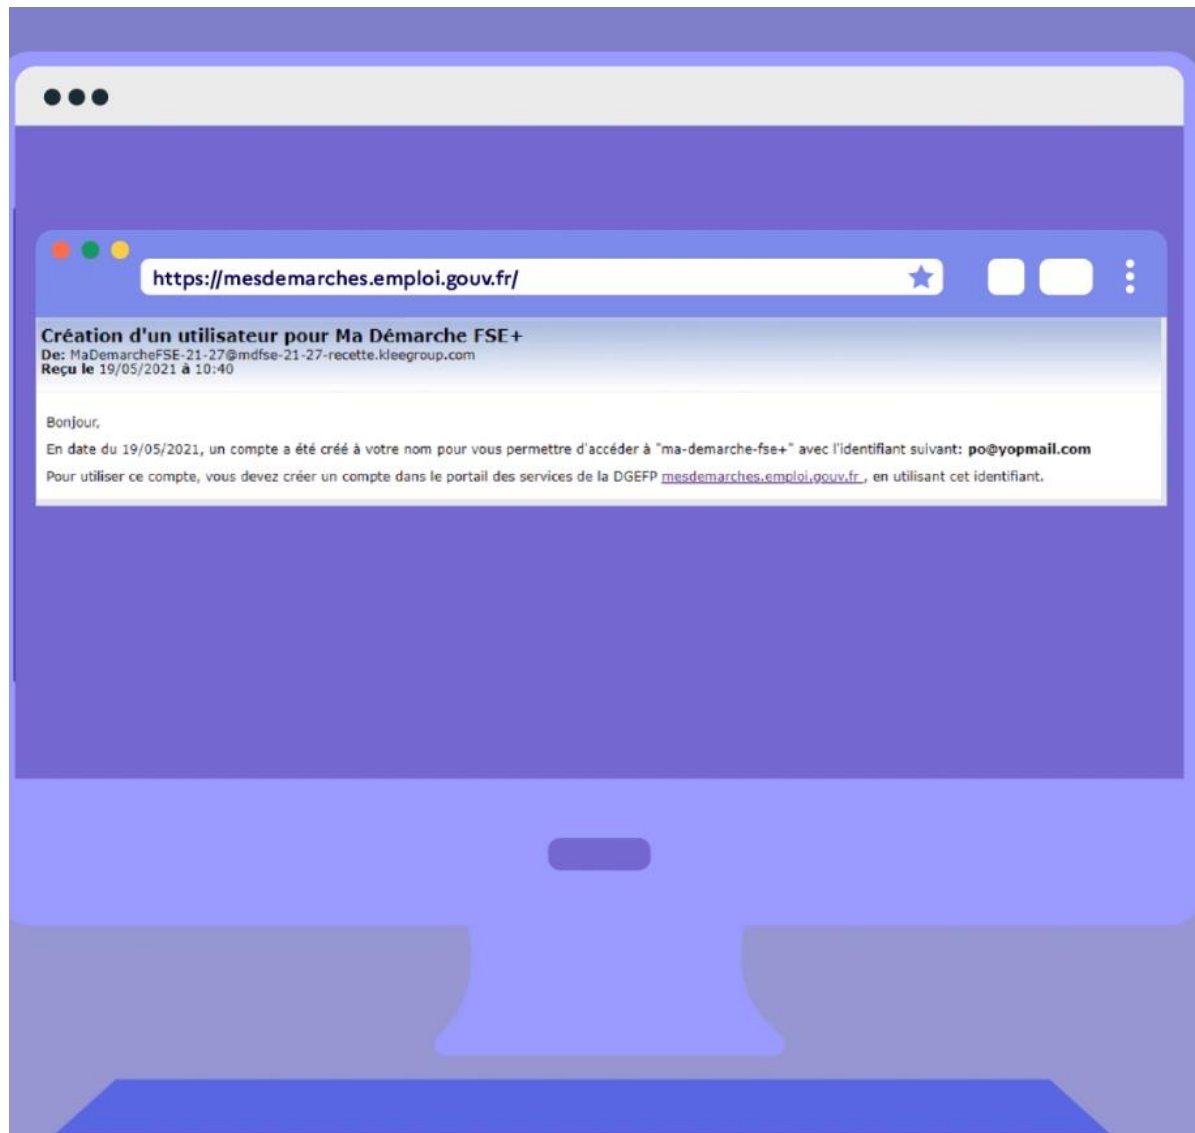 https://mesdemarches.emploi.gouv.fr/
Création d'un utilisateur pour Ma Démarche FSE+
De: MaDemarcheFSE-21-27@mdfse-21-27-recette.kleegroup.com
Reçu le 19/05/2021 à 10:40
Bonjour,
En date du 19/05/2021, un compte a été créé à votre nom pour vous permettre d'accéder à "ma-demarche-fse+" avec l'identifiant suivant: po@yopmail.com
Pour utiliser ce compte, vous devez créer un compte dans le portail des services de la DGEFP mesdemarches.emploi.gouv.fr , en utilisant cet identifiant.